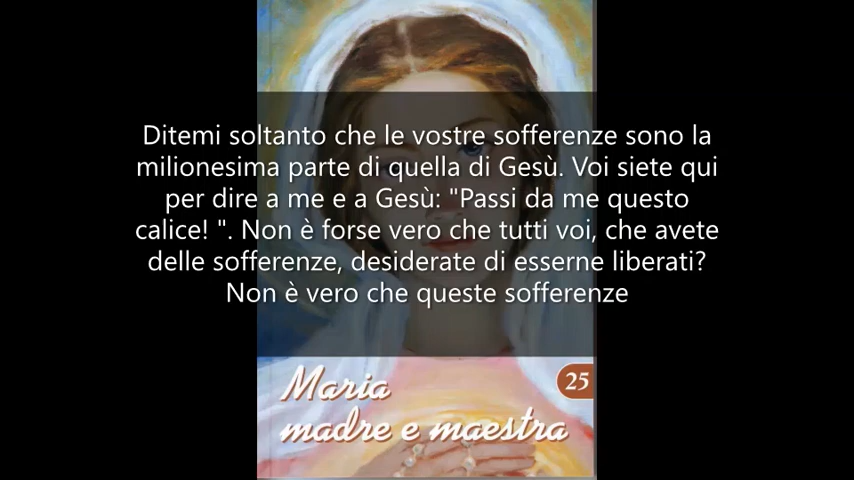 Ditemi soltanto che le vostre sofferenze sono la
milionesima parte di quella di Gesù. Voi siete qui
per dire a me e a Gesù: "Passi da me questo
calice! ". Non è forse vero che tutti voi, che avete
delle sofferenze, desiderate di esserne liberati?
Non è vero che queste sofferenze
25
Maria
madre e maestra